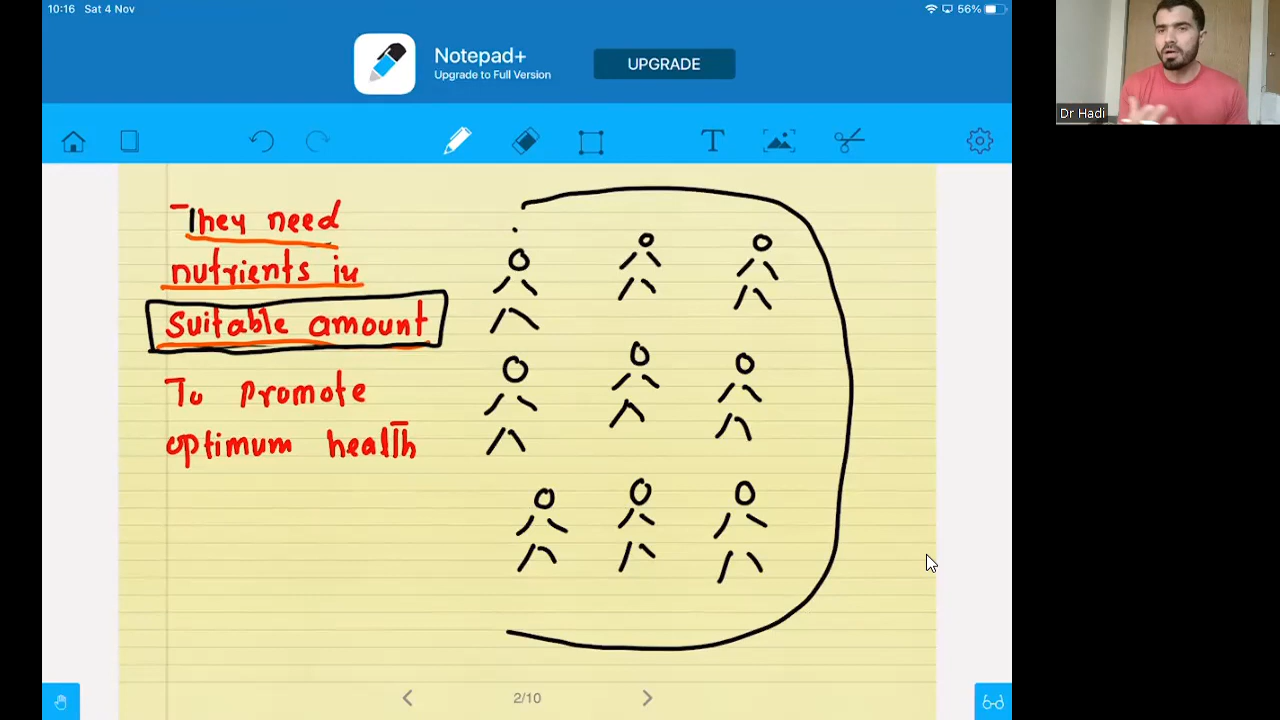 10:16 Sat 4 Nov
56%
Notepad+
Upgrade to Full Version
UPGRADE
T
Dr Hadi
They need
nutrients in
Suitable amount
To Promote
optimum health
2/10